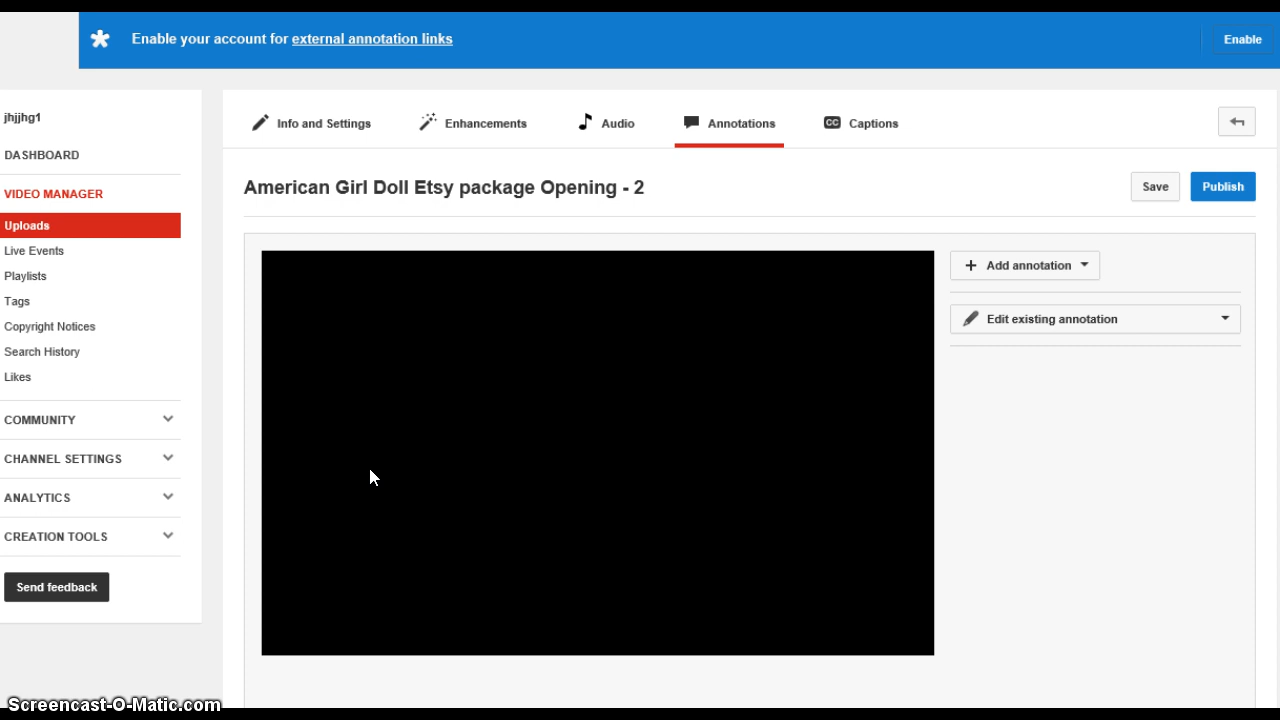 Enable your account for external annotation links
Enable
jhjjhg1
DASHBOARD
VIDEO MANAGER
Uploads
Live Events
Playlists
Tags
Copyright Notices
Search History
Likes
COMMUNITY
CHANNEL SETTINGS
ANALYTICS
CREATION TOOLS
Send feedback
Info and Settings
Enhancements
Audio
Annotations
CC Captions
American Girl Doll Etsy package Opening - 2
Save
Publish
Add annotation
Edit existing annotation
Screencast-O-Matic.com